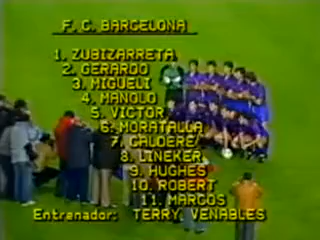 F. C. BARCELONA
1. ZUBIZARRETA
2. GERARDO
3. MIGUELI
4. MANOLO
5. VICTOR
6. MORATALLA
7. CALDERE
8. LINEKER
9. HUGHES
10. ROBERT
11. MARCOS
Entrenador: TERRY VENABLES